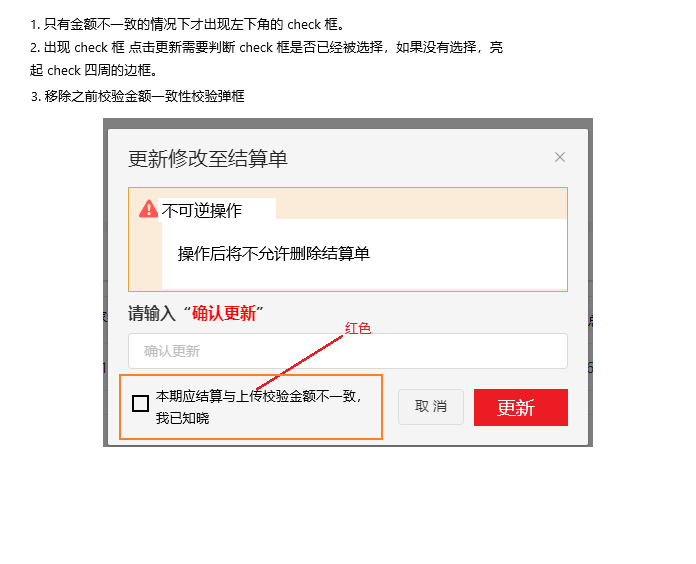 1. 只有金额不一致的情况下才出现左下角的 check 框。
2. 出现 check 框 点击更新需要判断 check 框是否已经被选择，如果没有选择，亮
起 check 四周的边框。
3. 移除之前校验金额一致性校验弹框
更新修改至结算单
不可逆操作
操作后将不允许删除结算单
请输入“确认更新”
红色
确认更新
本期应结算与上传校验金额不一致，
我已知晓
取 消
更新